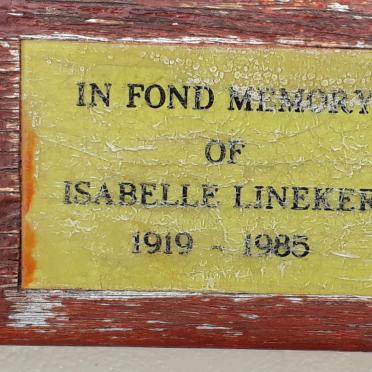 IN FOND MEMORY
OF
ISABELLE LINEKER
1919 - 1985